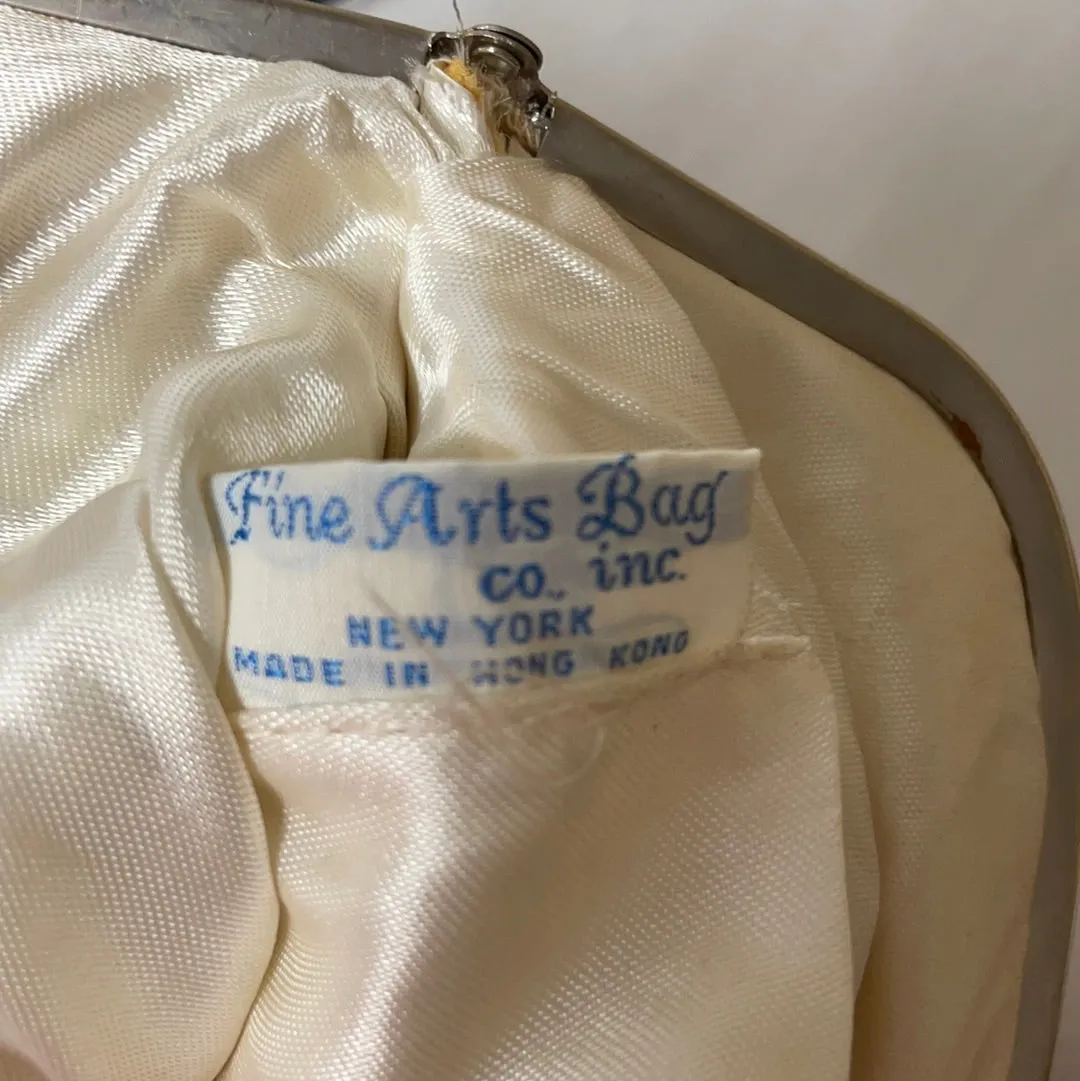 Fine Arts Bag
co., inc.
NEW YORK
MADE IN HONG KONG